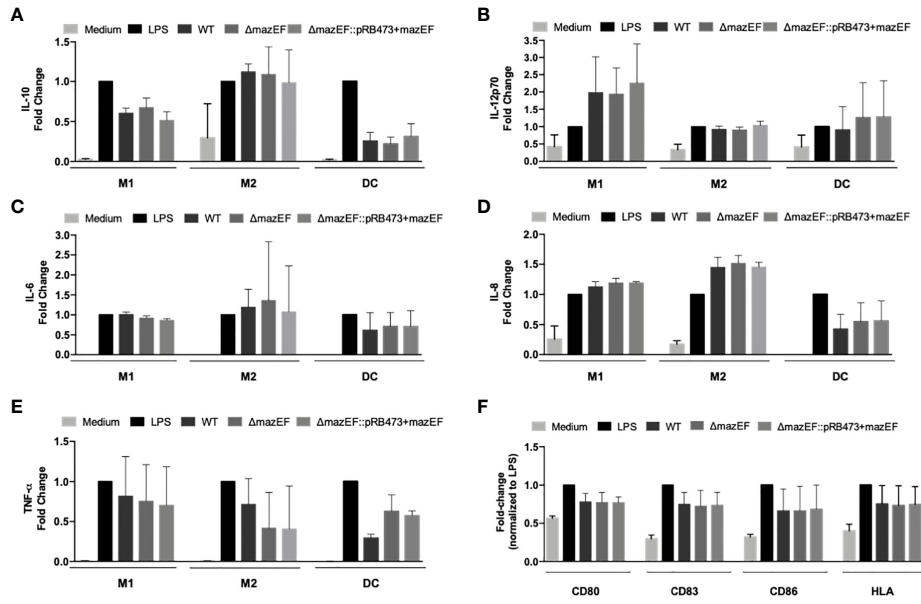 A
Medium LPS WT ΔmazEF ΔmazEF::pRB473+mazEF
IL-10
Fold Change
1.5
1.0
0.5
0.0
M1 M2 DC
B
Medium LPS WT ΔmazEF ΔmazEF::pRB473+mazEF
IL-12p70
Fold Change
4.0
3.5
3.0
2.5
2.0
1.5
1.0
0.5
0.0
M1 M2 DC
C
Medium LPS WT ΔmazEF ΔmazEF::pRB473+mazEF
IL-6
Fold Change
3.0
2.5
2.0
1.5
1.0
0.5
0.0
M1 M2 DC
D
Medium LPS WT ΔmazEF ΔmazEF::pRB473+mazEF
IL-8
Fold Change
2.0
1.5
1.0
0.5
0.0
M1 M2 DC
E
Medium LPS WT ΔmazEF ΔmazEF::pRB473+mazEF
TNF-α
Fold Change
1.5
1.0
0.5
0.0
M1 M2 DC
F
Medium LPS WT ΔmazEF ΔmazEF::pRB473+mazEF
Fold-change
(normalized to LPS)
1.5
1.0
0.5
0.0
CD80 CD83 CD86 HLA